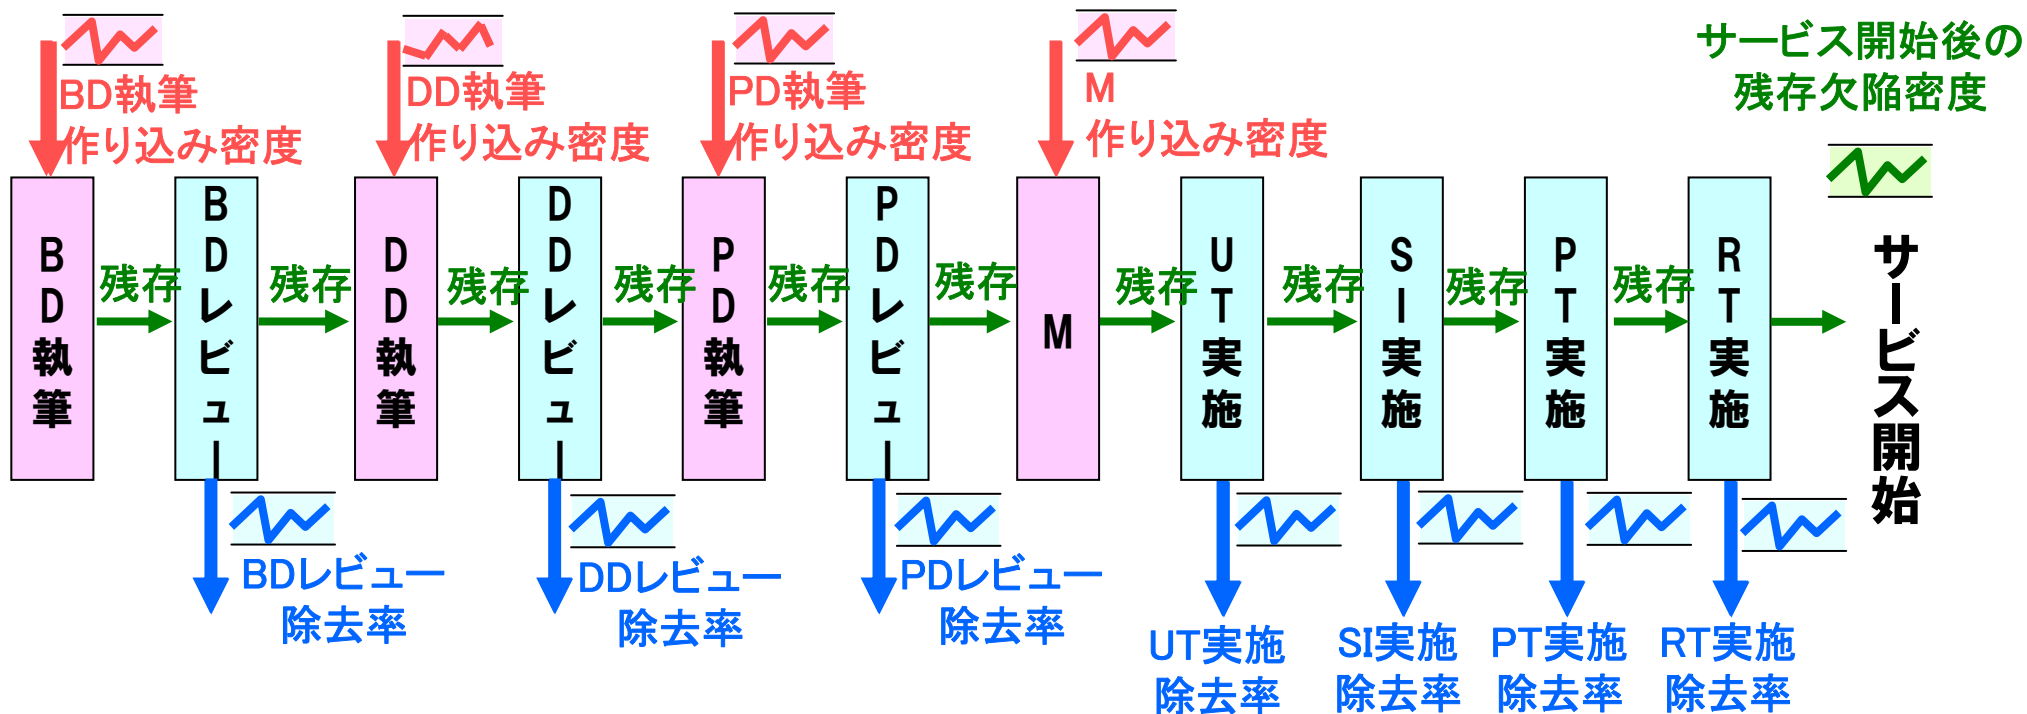 BD執筆
作り込み密度
DD執筆
作り込み密度
PD執筆
作り込み密度
M
作り込み密度
サービス開始後の
残存欠陥密度
BD執筆
残存
BDレビュー
残存
DD執筆
残存
DDレビュー
残存
PD執筆
残存
PDレビュー
残存
M
残存
UT実施
残存
SI実施
残存
PT実施
残存
RT実施
サービス開始
BDレビュー
除去率
DDレビュー
除去率
PDレビュー
除去率
UT実施
除去率
SI実施
除去率
PT実施
除去率
RT実施
除去率